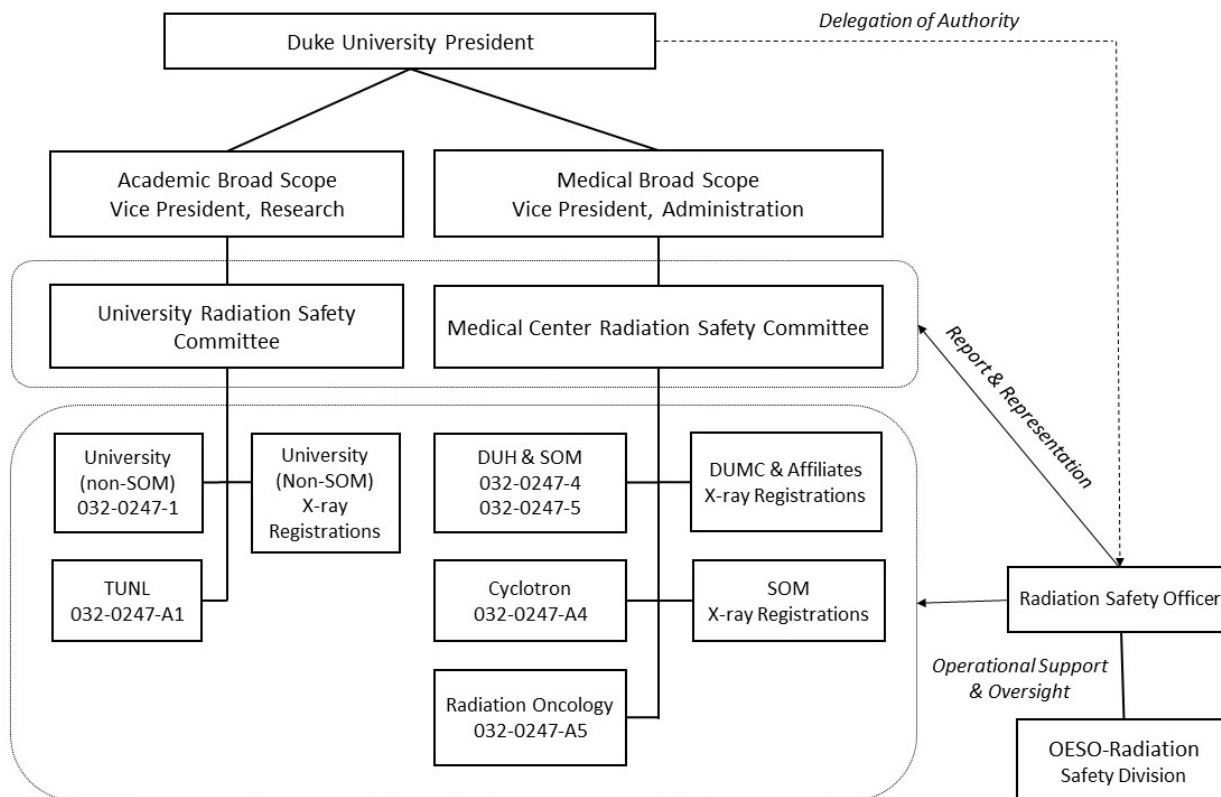 Delegation of Authority
Duke University President
Academic Broad Scope
Vice President, Research
Medical Broad Scope
Vice President, Administration
University Radiation Safety
Committee
Medical Center Radiation Safety Committee
Report & Representation
University
(non-SOM)
032-0247-1
University
(Non-SOM)
X-ray
Registrations
DUH & SOM
032-0247-4
032-0247-5
DUMC & Affiliates
X-ray Registrations
TUNL
032-0247-A1
Cyclotron
032-0247-A4
SOM
X-ray Registrations
Radiation Safety Officer
Radiation Oncology
032-0247-A5
Operational Support
& Oversight
OESO-Radiation
Safety Division